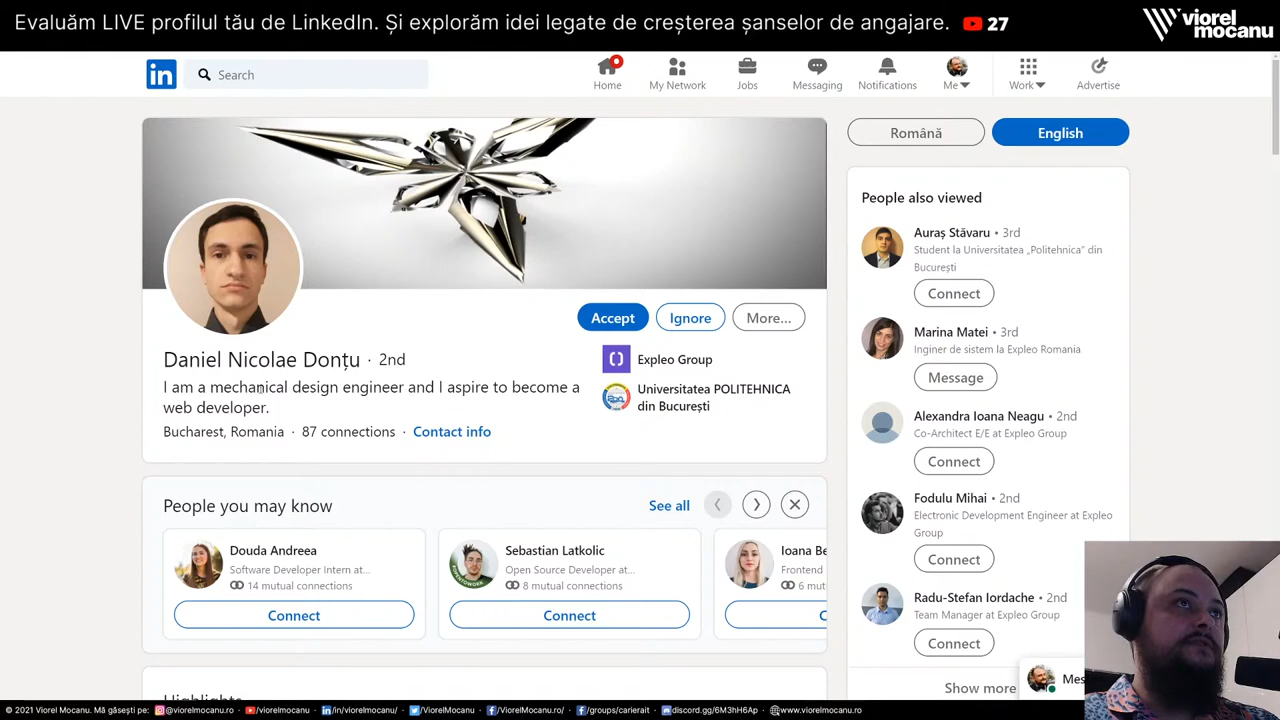 Evaluăm LIVE profilul tău de LinkedIn. Și explorăm idei legate de creșterea șanselor de angajare.
27
viorel
mocanu
in
Search
Home
My Network
Jobs
Messaging
Notifications
Me
Work
Advertise
Română
English
Accept
Ignore
More...
Daniel Nicolae Donțu · 2nd
I am a mechanical design engineer and I aspire to become a
web developer.
Bucharest, Romania · 87 connections · Contact info
Expleo Group
Universitatea POLITEHNICA
din București
People you may know
See all
Douda Andreea
Software Developer Intern at...
14 mutual connections
Connect
Sebastian Latkolic
Open Source Developer at...
8 mutual connections
Connect
Ioana Be
Frontend
6 mut
C
Highlights
People also viewed
Auraș Stăvaru • 3rd
Student la Universitatea „Politehnica” din
București
Connect
Marina Matei • 3rd
Inginer de sistem la Expleo Romania
Message
Alexandra Ioana Neagu • 2nd
Co-Architect E/E at Expleo Group
Connect
Fodulu Mihai • 2nd
Electronic Development Engineer at Expleo
Group
Connect
Radu-Stefan Iordache • 2nd
Team Manager at Expleo Group
Connect
Show more
Mes
© 2021 Viorel Mocanu. Mă găsești pe: @viorelmocanu.ro /viorelmocanu in/viorelmocanu/ /ViorelMocanu /ViorelMocanu.ro/ /groups/carierait discord.gg/6M3hH6Ap www.viorelmocanu.ro